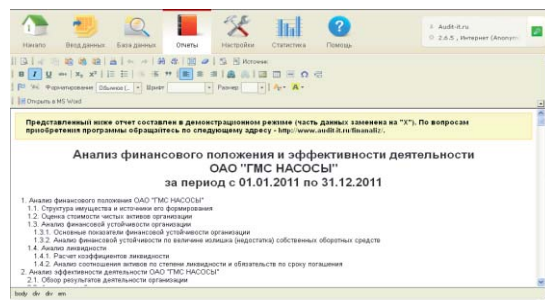 Начало Ввод данных База данных Отчеты Настройки Статистика Помощь
Audit-it.ru
2.6.5 , Интернет (Аноним
Источник
Форматирование Обычное (... Шрифт Размер
Открыть в MS Word
Представленный ниже отчет составлен в демонстрационном режиме (часть данных заменена на "X"). По вопросам
приобретения программы обращайтесь по следующему адресу - http://www.audit-it.ru/finanaliz/.
Анализ финансового положения и эффективности деятельности
ОАО "ГМС НАСОСЫ"
за период с 01.01.2011 по 31.12.2011
1. Анализ финансового положения ОАО "ГМС НАСОСЫ"
1.1. Структура имущества и источники его формирования
1.2. Оценка стоимости чистых активов организации
1.3. Анализ финансовой устойчивости организации
1.3.1. Основные показатели финансовой устойчивости организации
1.3.2. Анализ финансовой устойчивости по величине излишка (недостатка) собственных оборотных средств
1.4. Анализ ликвидности
1.4.1. Расчет коэффициентов ликвидности
1.4.2. Анализ соотношения активов по степени ликвидности и обязательств по сроку погашения
2. Анализ эффективности деятельности ОАО "ГМС НАСОСЫ"
2.1. Обзор результатов деятельности организации
body div div em